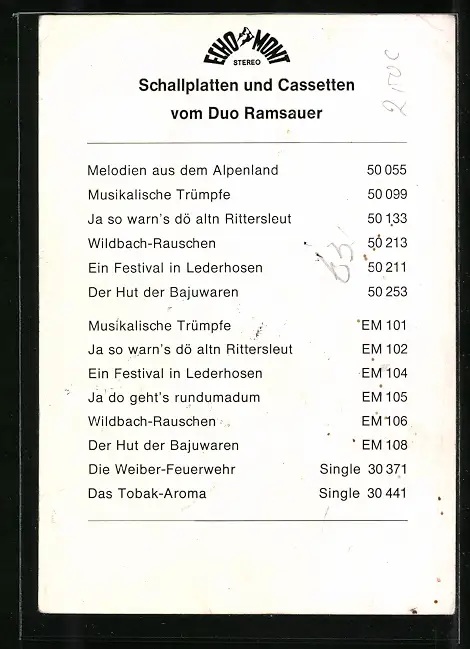 ECHO MONT
STEREO
Schallplatten und Cassetten
vom Duo Ramsauer
Melodien aus dem Alpenland 50 055
Musikalische Trümpfe 50 099
Ja so warn's dö altn Rittersleut 50 133
Wildbach-Rauschen 50 213
Ein Festival in Lederhosen 50 211
Der Hut der Bajuwaren 50 253
Musikalische Trümpfe EM 101
Ja so warn's dö altn Rittersleut EM 102
Ein Festival in Lederhosen EM 104
Ja do geht's rundumadum EM 105
Wildbach-Rauschen EM 106
Der Hut der Bajuwaren EM 108
Die Weiber-Feuerwehr Single 30 371
Das Tobak-Aroma Single 30 441